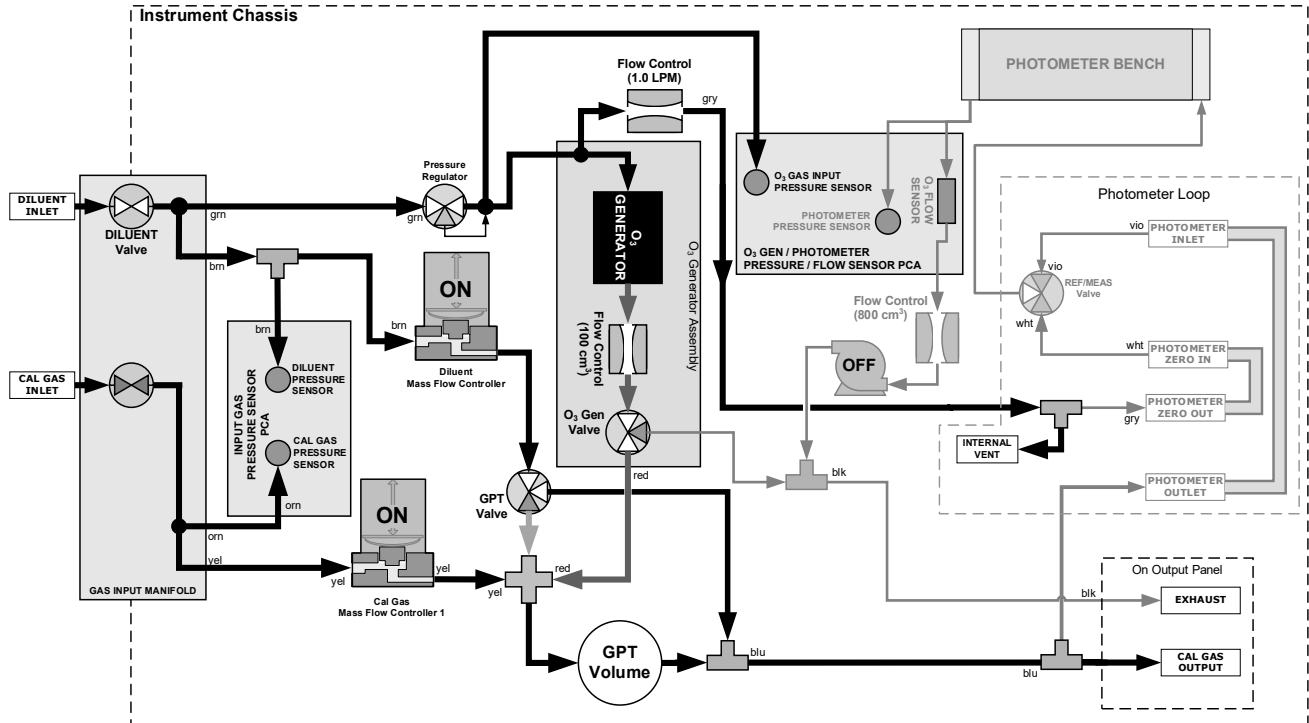 Instrument Chassis
Flow Control
(1.0 LPM)
gry
PHOTOMETER BENCH
Pressure
Regulator
O₃ GAS INPUT
PRESSURE SENSOR
O₃ FLOW
SENSOR
PHOTOMETER
PRESSURE SENSOR
O₃ GEN / PHOTOMETER
PRESSURE / FLOW SENSOR PCA
Photometer Loop
DILUENT
INLET
DILUENT
Valve
grn
grn
O₃
GENERATOR
O₃ Generator Assembly
vio
PHOTOMETER
INLET
vio
REF/MEAS
Valve
wht
wht
PHOTOMETER
ZERO IN
brn
ON
brn
brn
Diluent
Mass Flow Controller
Flow Control
(100 cm³)
Flow Control
(800 cm³)
OFF
CAL GAS
INLET
DILUENT
PRESSURE
SENSOR
INPUT GAS
PRESSURE SENSOR
PCA
CAL GAS
PRESSURE
SENSOR
O₃ Gen
Valve
PHOTOMETER
ZERO OUT
gry
INTERNAL
VENT
red
blk
PHOTOMETER
OUTLET
GPT
Valve
ON
orn
orn
yel
yel
yel
yel
red
Cal Gas
Mass Flow Controller 1
GAS INPUT MANIFOLD
On Output Panel
blk
EXHAUST
GPT
Volume
blu
blu
CAL GAS
OUTPUT